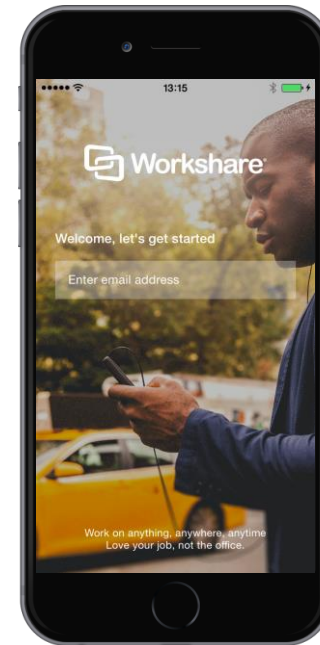 13:15
Workshare
Welcome, let's get started
Enter email address
Work on anything, anywhere, anytime
Love your job, not the office.